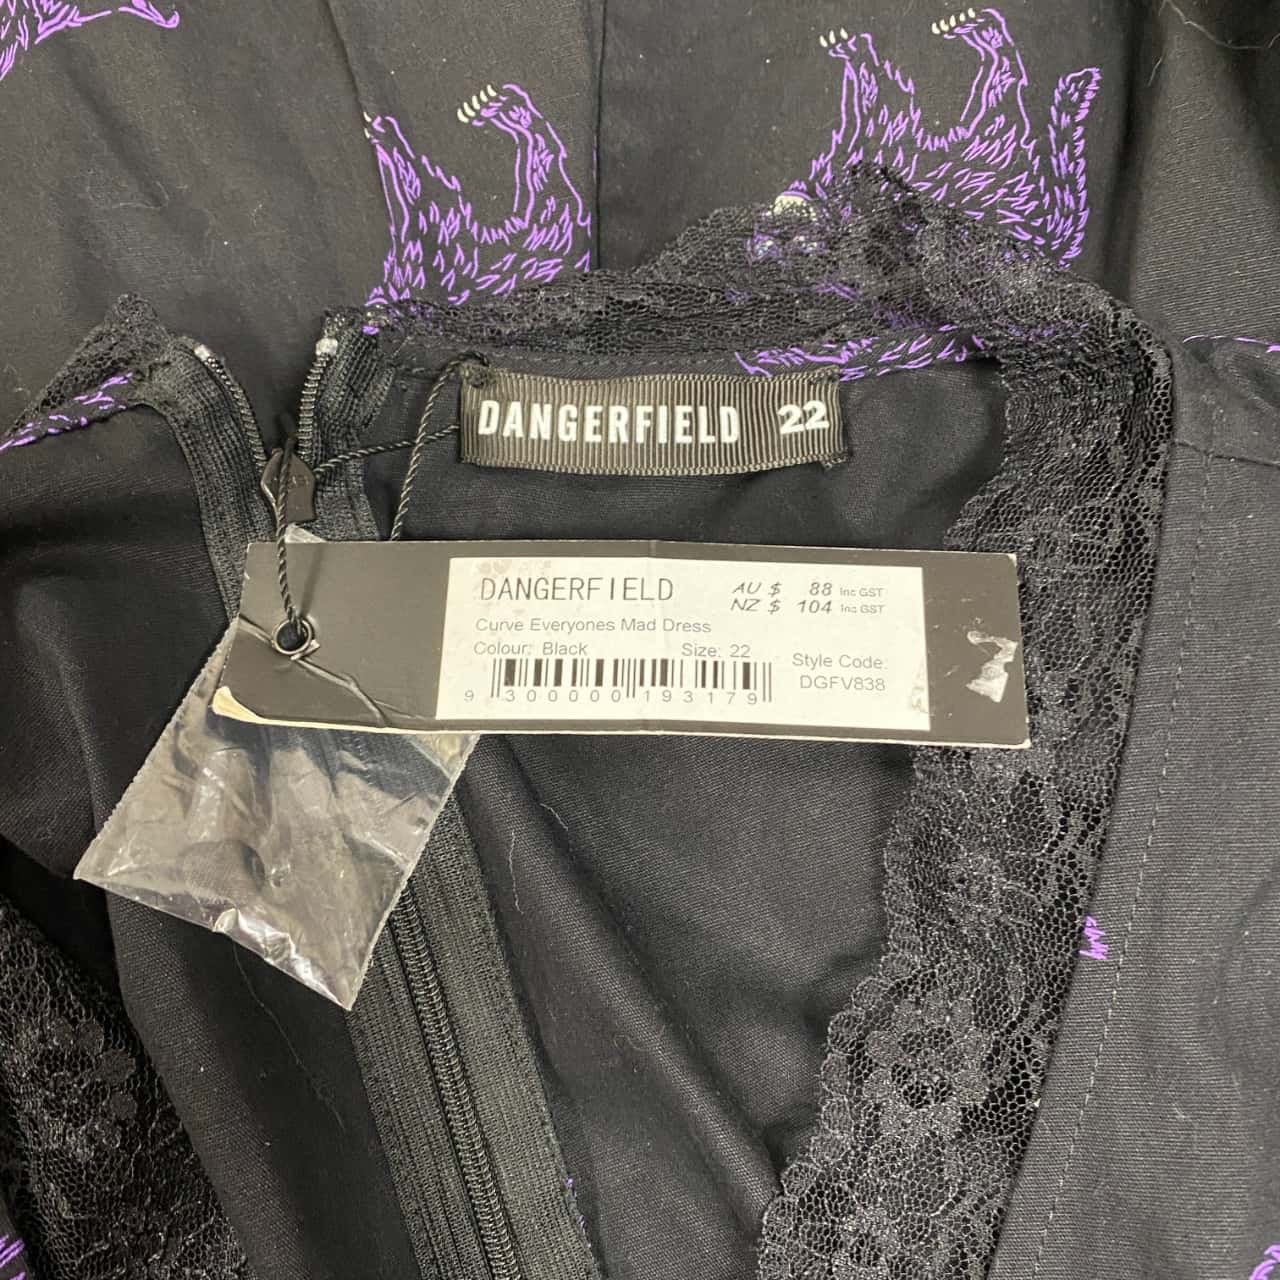 DANGERFIELD 22
DANGERFIELD
AU $ 88 Inc GST
NZ $ 104 Inc GST
Curve Everyones Mad Dress
Colour: Black Size: 22
Style Code:
DGFV838
9 300000 193179